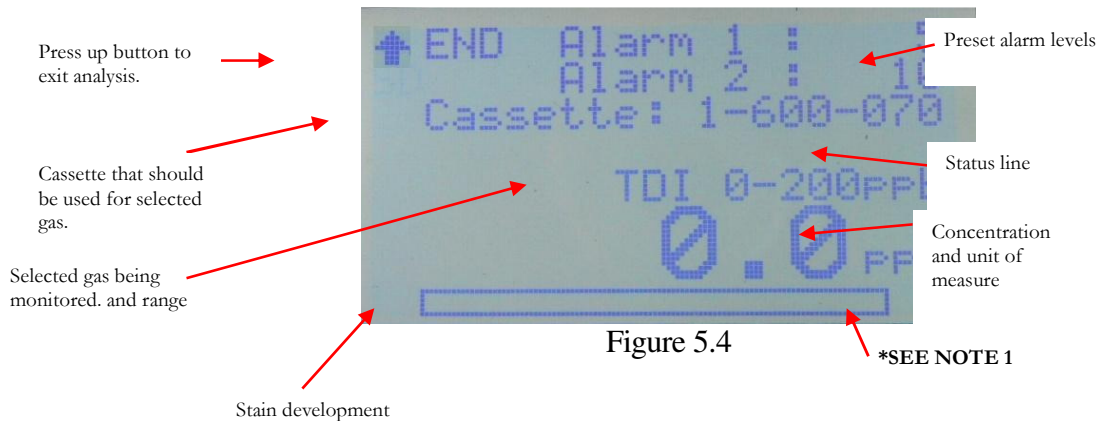 Press up button to
exit analysis.
Cassette that should
be used for selected
gas.
Selected gas being
monitored. and range
Stain development
END Alarm 1 :
Alarm 2 :
Cassette: 1-600-070
TDI 0-200ppb
0.0
Preset alarm levels
Status line
Concentration
and unit of
measure
*SEE NOTE 1
Figure 5.4